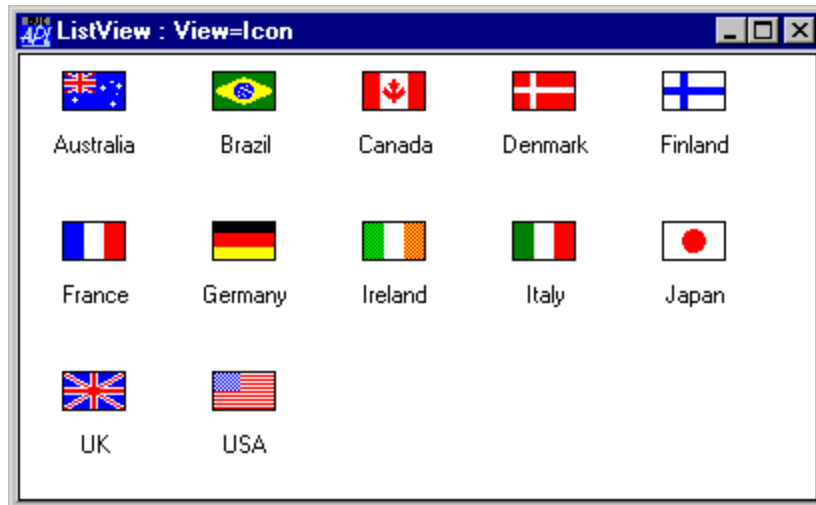 ListView : View=Icon
Australia Brazil Canada Denmark Finland
France Germany Ireland Italy Japan
UK USA